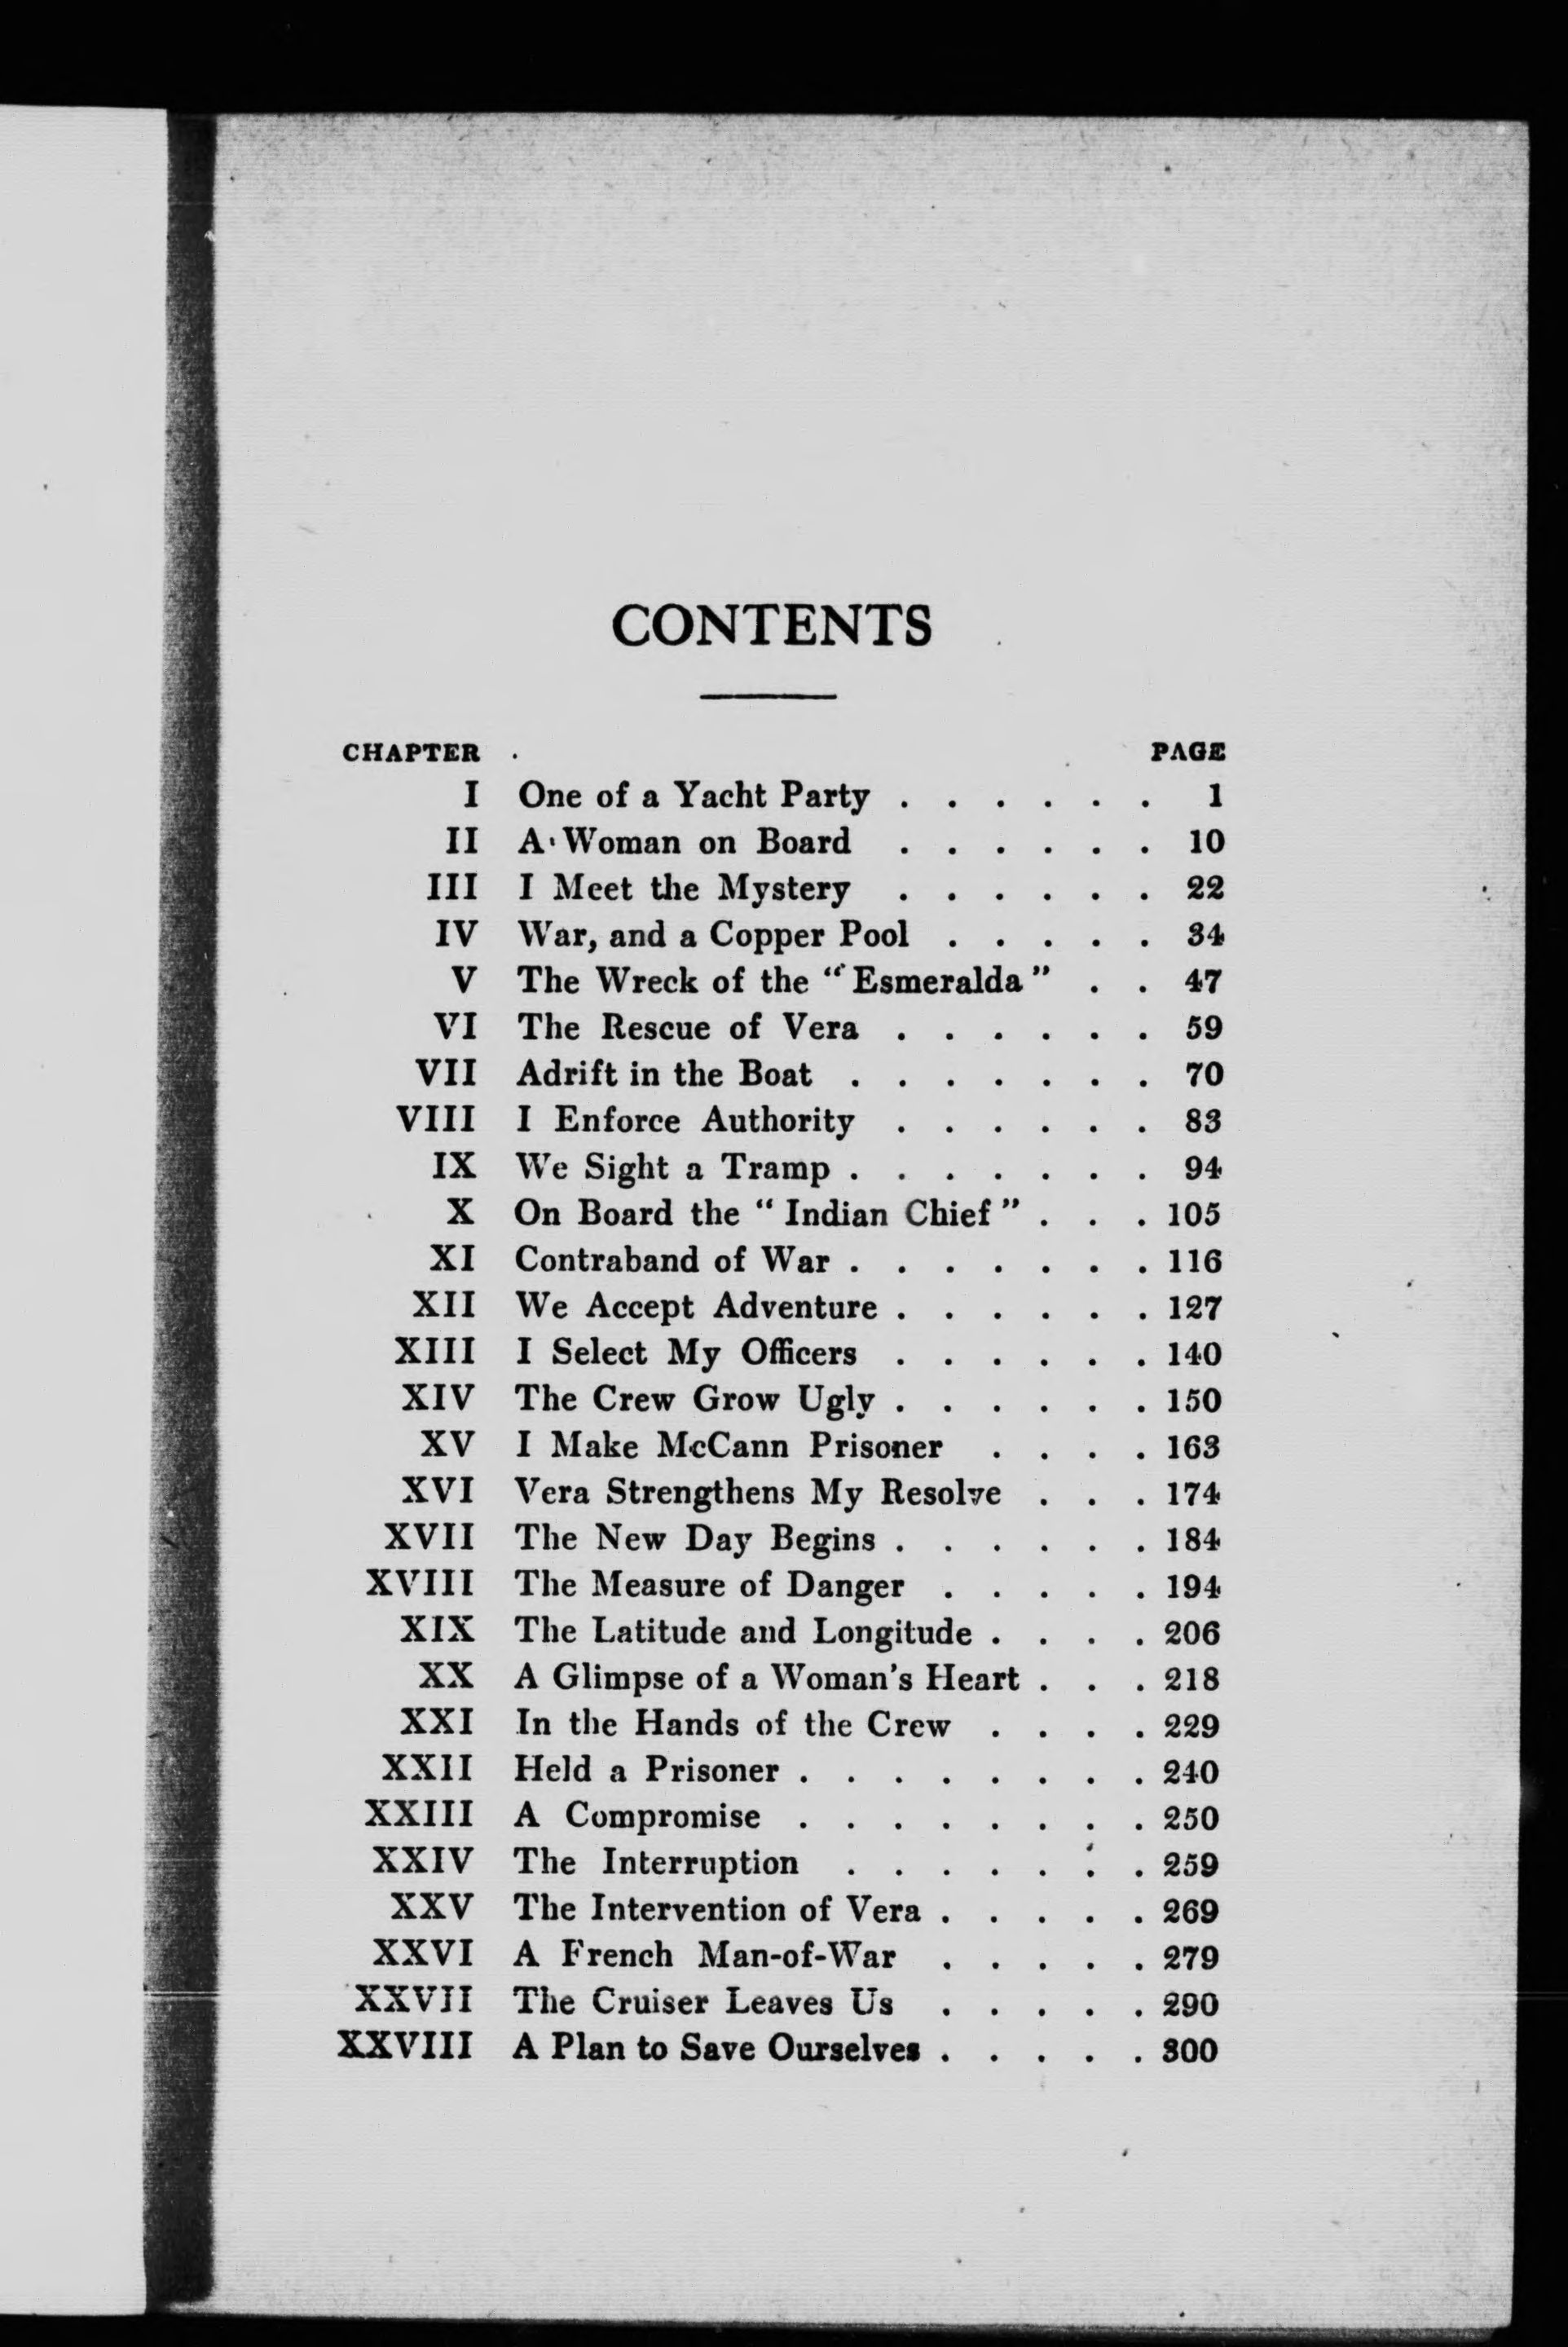 CONTENTS
CHAPTER PAGE
I One of a Yacht Party . . . . . . 1
II A Woman on Board . . . . . . 10
III I Meet the Mystery . . . . . . 22
IV War, and a Copper Pool . . . . . 34
V The Wreck of the "Esmeralda" . . 47
VI The Rescue of Vera . . . . . . 59
VII Adrift in the Boat . . . . . . . 70
VIII I Enforce Authority . . . . . . 83
IX We Sight a Tramp . . . . . . . 94
X On Board the "Indian Chief" . . . 105
XI Contraband of War . . . . . . . 116
XII We Accept Adventure . . . . . . 127
XIII I Select My Officers . . . . . . 140
XIV The Crew Grow Ugly . . . . . . 150
XV I Make McCann Prisoner . . . . 163
XVI Vera Strengthens My Resolve . . . 174
XVII The New Day Begins . . . . . . 184
XVIII The Measure of Danger . . . . . 194
XIX The Latitude and Longitude . . . . 206
XX A Glimpse of a Woman's Heart . . . 218
XXI In the Hands of the Crew . . . . 229
XXII Held a Prisoner . . . . . . . . 240
XXIII A Compromise . . . . . . . . 250
XXIV The Interruption . . . . . . . 259
XXV The Intervention of Vera . . . . . 269
XXVI A French Man-of-War . . . . . 279
XXVII The Cruiser Leaves Us . . . . . 290
XXVIII A Plan to Save Ourselves . . . . . 300